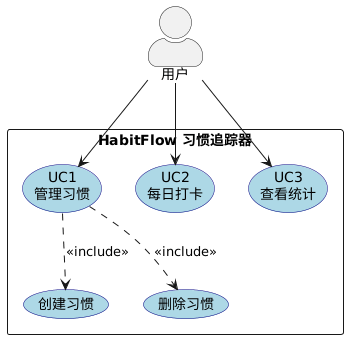 用户
HabitFlow 习惯追踪器
UC1
管理习惯
UC2
每日打卡
UC3
查看统计
«include»
«include»
创建习惯
删除习惯